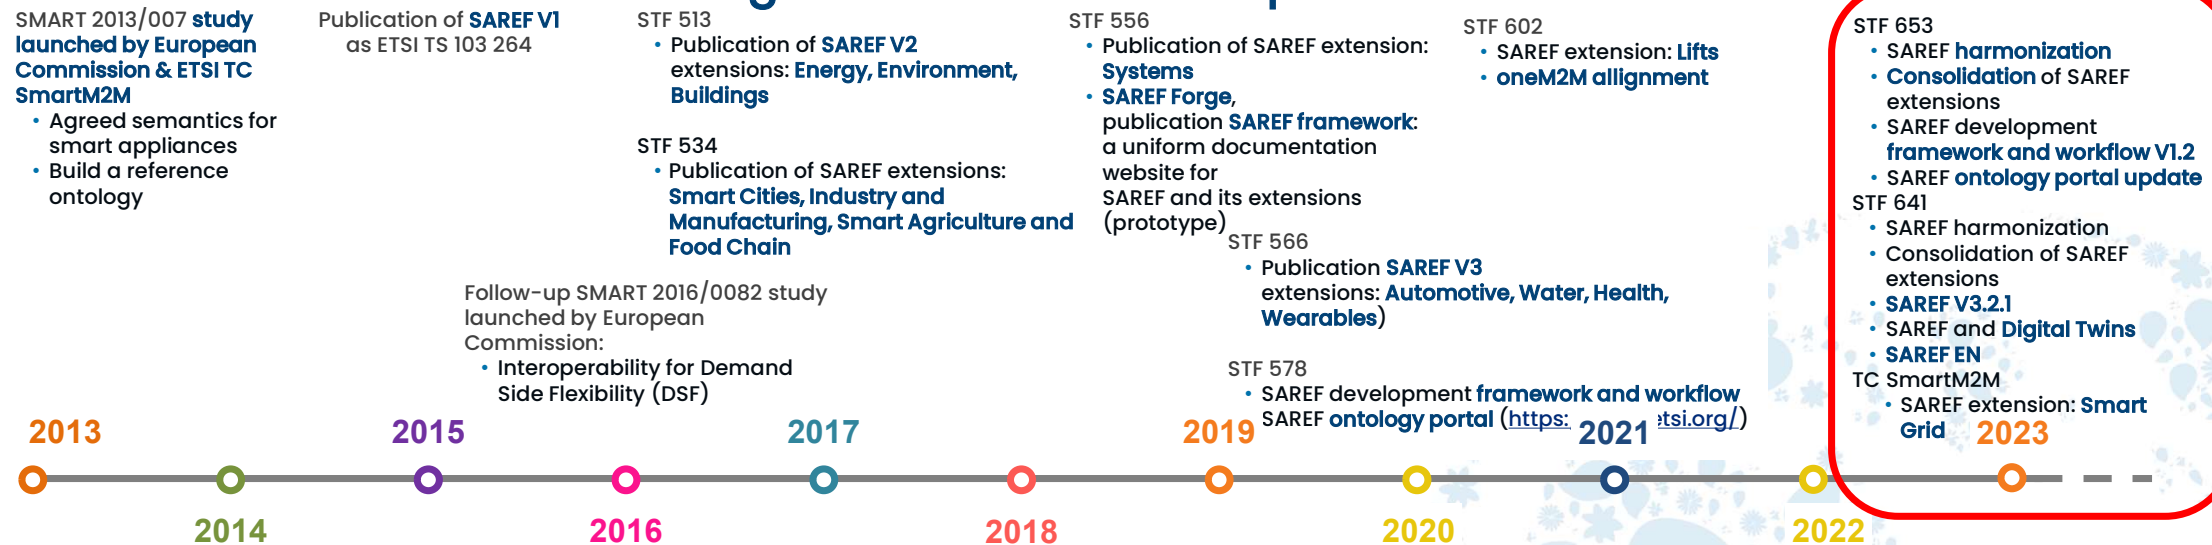 SMART 2013/007 study
launched by European
Commission & ETSI TC
SmartM2M
• Agreed semantics for
smart appliances
• Build a reference
ontology
Publication of SAREF V1
as ETSI TS 103 264
STF 513
• Publication of SAREF V2
extensions: Energy, Environment,
Buildings
STF 534
• Publication of SAREF extensions:
Smart Cities, Industry and
Manufacturing, Smart Agriculture and
Food Chain
Follow-up SMART 2016/0082 study
launched by European
Commission:
• Interoperability for Demand
Side Flexibility (DSF)
STF 556
• Publication of SAREF extension:
Systems
• SAREF Forge,
publication SAREF framework:
a uniform documentation
website for
SAREF and its extensions
(prototype)
STF 566
• Publication SAREF V3
extensions: Automotive, Water, Health,
Wearables)
STF 578
• SAREF development framework and workflow
SAREF ontology portal (https: etsi.org/)
STF 602
• SAREF extension: Lifts
• oneM2M allignment
STF 653
• SAREF harmonization
• Consolidation of SAREF
extensions
• SAREF development
framework and workflow V1.2
• SAREF ontology portal update
STF 641
• SAREF harmonization
• Consolidation of SAREF
extensions
• SAREF V3.2.1
• SAREF and Digital Twins
• SAREF EN
TC SmartM2M
• SAREF extension: Smart
Grid
2013
2015
2017
2019
2021
2023
2014
2016
2018
2020
2022